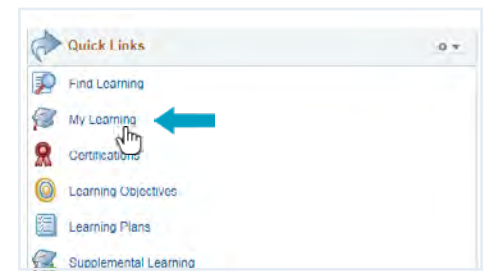 Quick Links
Find Learning
My Learning
Certifications
Learning Objectives
Learning Plans
Supplemental Learning